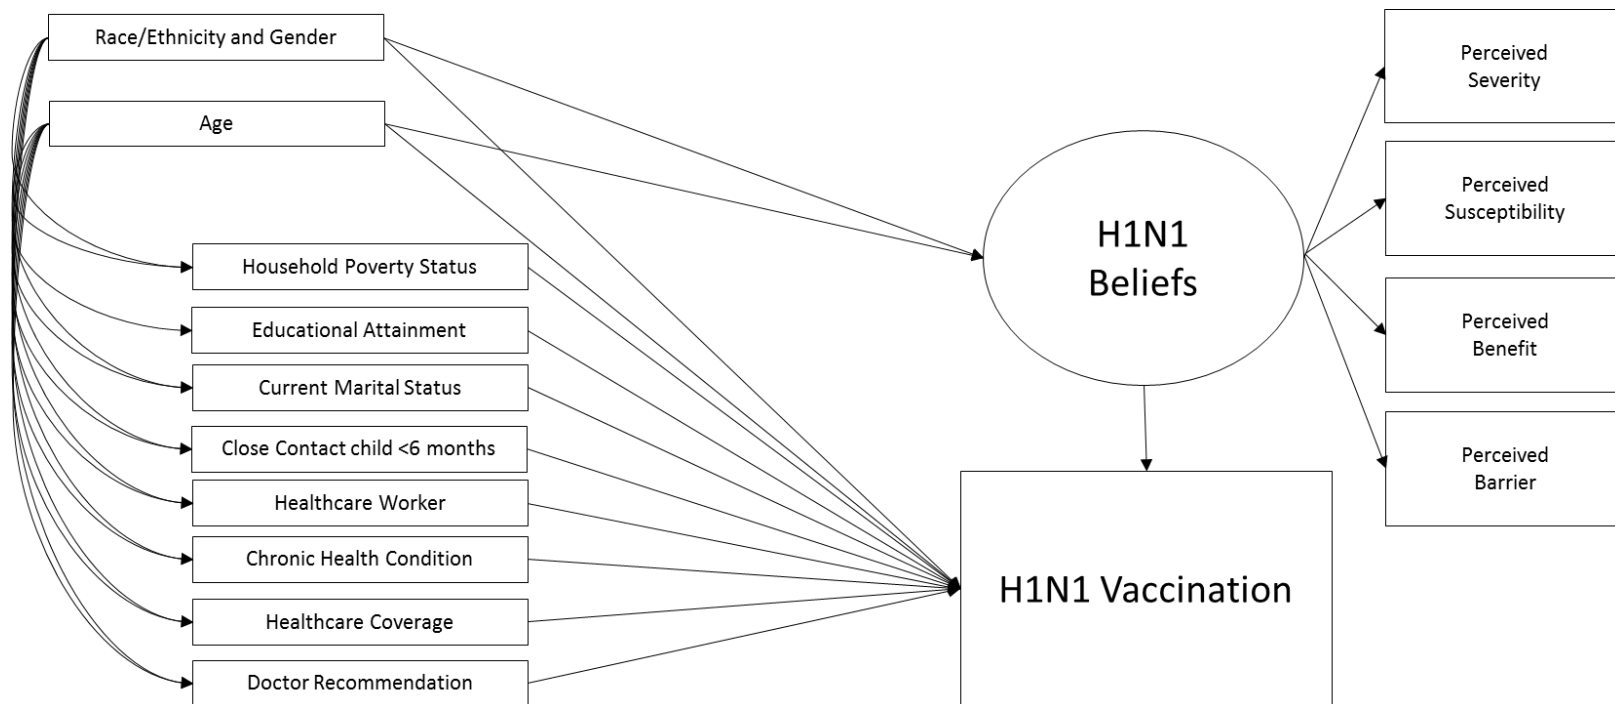 Race/Ethnicity and Gender
Age
Household Poverty Status
Educational Attainment
Current Marital Status
Close Contact child <6 months
Healthcare Worker
Chronic Health Condition
Healthcare Coverage
Doctor Recommendation
H1N1
Beliefs
H1N1 Vaccination
Perceived
Severity
Perceived
Susceptibility
Perceived
Benefit
Perceived
Barrier